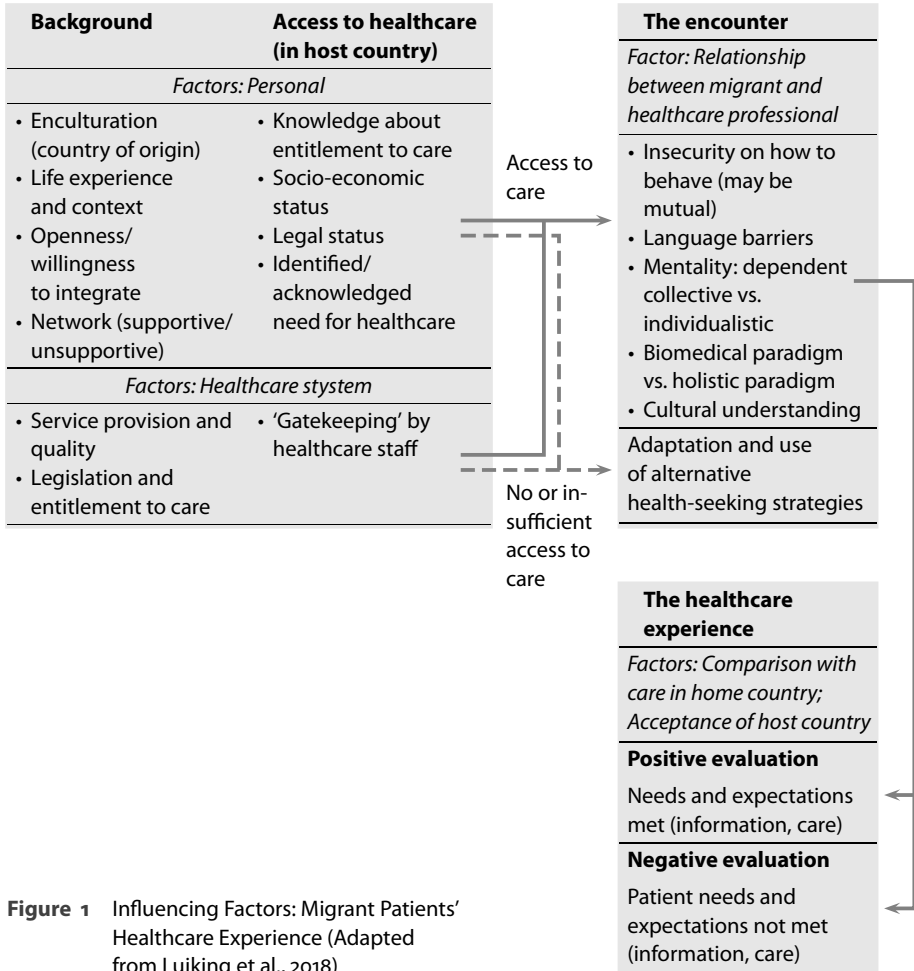 Background
Access to healthcare
(in host country)
Factors: Personal
• Enculturation
(country of origin)
• Life experience
and context
• Openness/
willingness
to integrate
• Network (supportive/
unsupportive)
• Knowledge about
entitlement to care
• Socio-economic
status
• Legal status
• Identified/
acknowledged
need for healthcare
Factors: Healthcare stystem
• Service provision and
quality
• Legislation and
entitlement to care
• ‘Gatekeeping’ by
healthcare staff
Access to
care
No or in-
sufficient
access to
care
The encounter
Factor: Relationship
between migrant and
healthcare professional
• Insecurity on how to
behave (may be
mutual)
• Language barriers
• Mentality: dependent
collective vs.
individualistic
• Biomedical paradigm
vs. holistic paradigm
• Cultural understanding
Adaptation and use
of alternative
health-seeking strategies
The healthcare
experience
Factors: Comparison with
care in home country;
Acceptance of host country
Positive evaluation
Needs and expectations
met (information, care)
Negative evaluation
Patient needs and
expectations not met
(information, care)
Figure 1 Influencing Factors: Migrant Patients’
Healthcare Experience (Adapted
from Luiking et al., 2018)